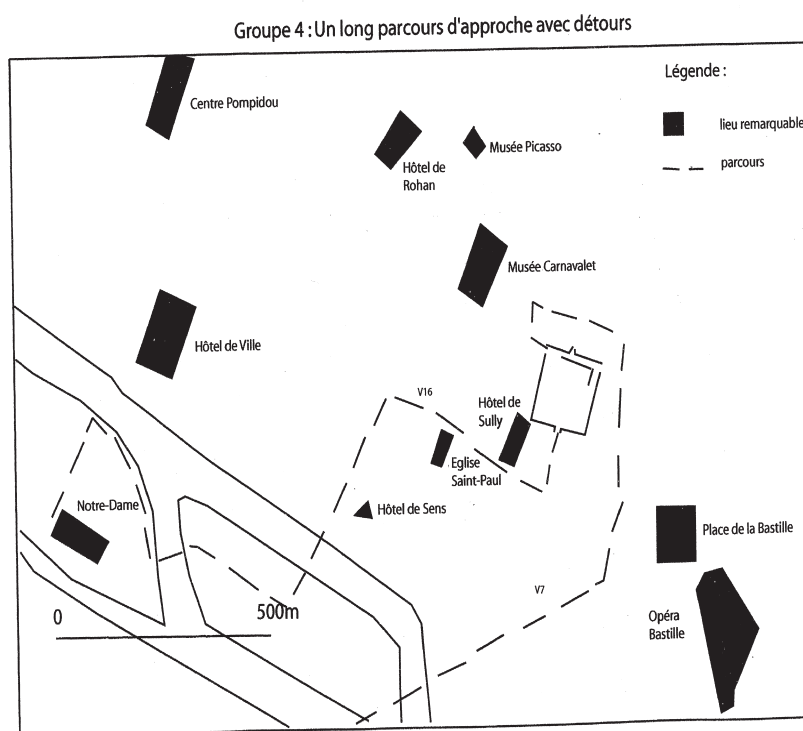 Groupe 4 : Un long parcours d'approche avec détours
Légende :
Centre Pompidou
lieu remarquable
Musée Picasso
parcours
Hôtel de
Rohan
Musée Carnavalet
Hôtel de Ville
V16
Hôtel de
Sully
Eglise
Saint-Paul
Notre-Dame
Hôtel de Sens
Place de la Bastille
V7
0
500m
Opéra
Bastille